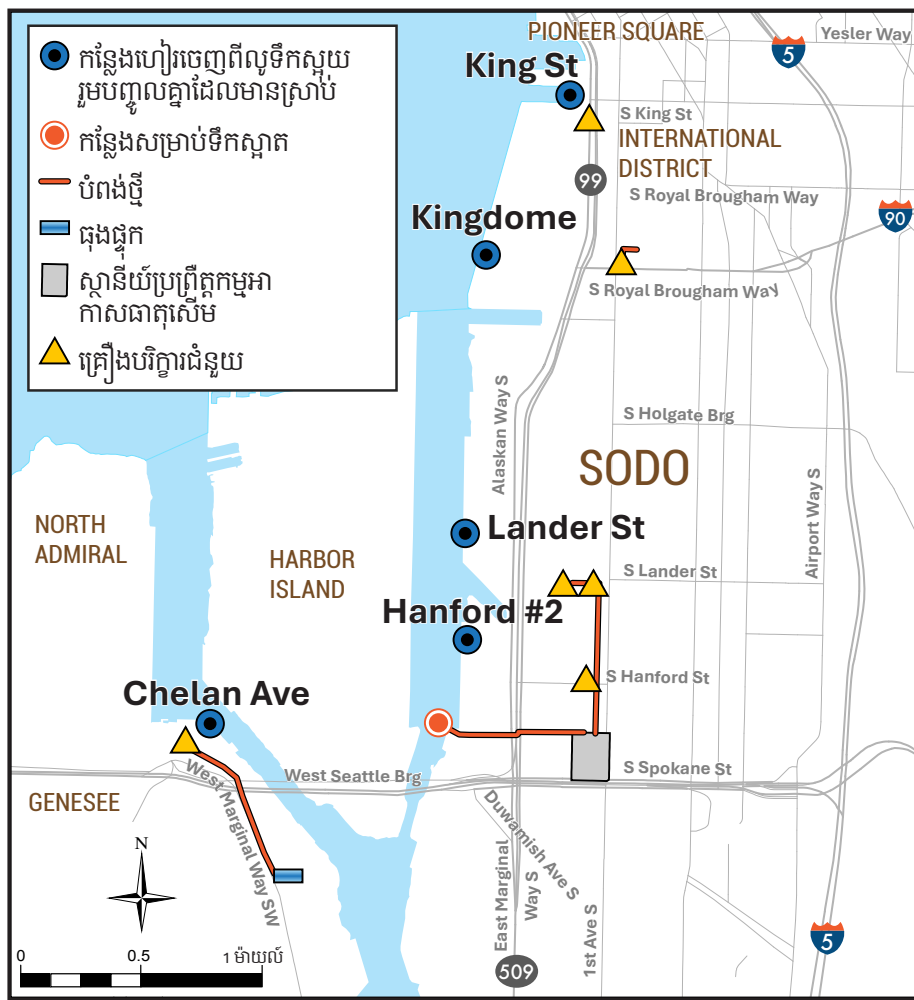 កន្លែងហៀរចេញពីលូទឹកស្អុយ
រួមបញ្ចូលគ្នាដែលមានស្រាប់
កន្លែងសម្រាប់ទឹកស្អាត
បំពង់ថ្មី
ធុងផ្ទុក
ស្ថានីយ៍ប្រព្រឹត្តកម្មអា
កាសធាតុសើម
គ្រឿងបរិក្ខារជំនួយ
PIONEER SQUARE
5
Yesler Way
King St
S King St
INTERNATIONAL
DISTRICT
99
S Royal Brougham Way
90
Kingdome
S Royal Brougham Way
Alaskan Way S
S Holgate Brg
SODO
Airport Way S
NORTH
ADMIRAL
HARBOR
ISLAND
Lander St
S Lander St
Hanford #2
S Hanford St
Chelan Ave
West Seattle Brg
S Spokane St
GENESEE
West Marginal Way SW
Duwamish Ave S
East Marginal
Way S
1st Ave S
N
0 0.5 1 ម៉ាយល៍
509
5